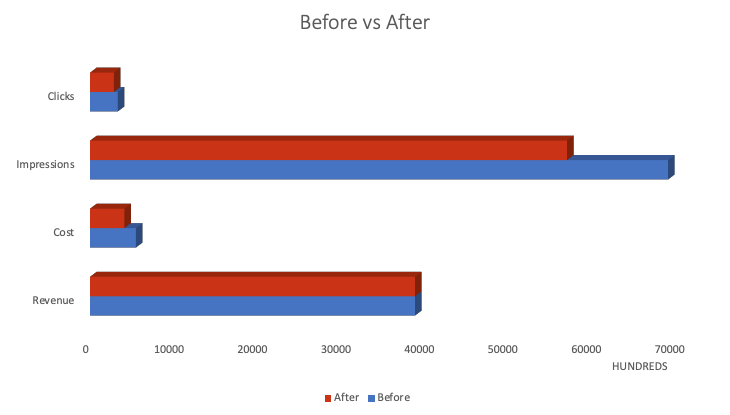 Before vs After
Clicks
Impressions
Cost
Revenue
0 10000 20000 30000 40000 50000 60000 70000
HUNDREDS
After Before